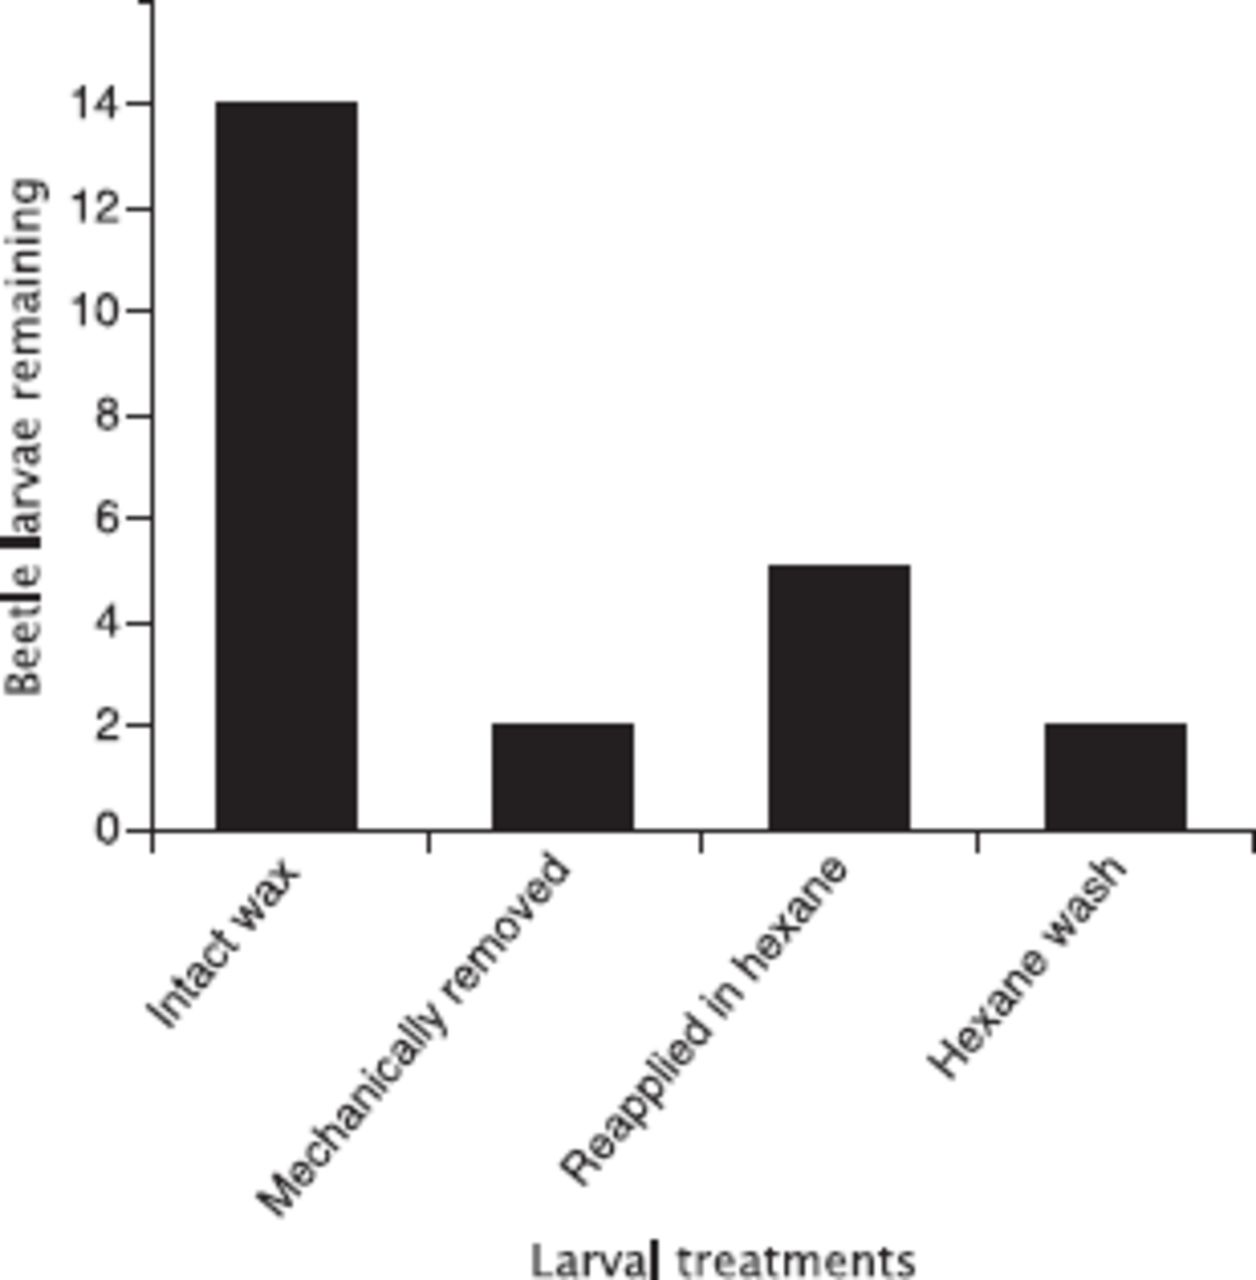 14
12
10
8
6
4
2
0
Beetle larvae remaining
Intact wax
Mechanically removed
Reapplied in hexane
Hexane wash
Larval treatments